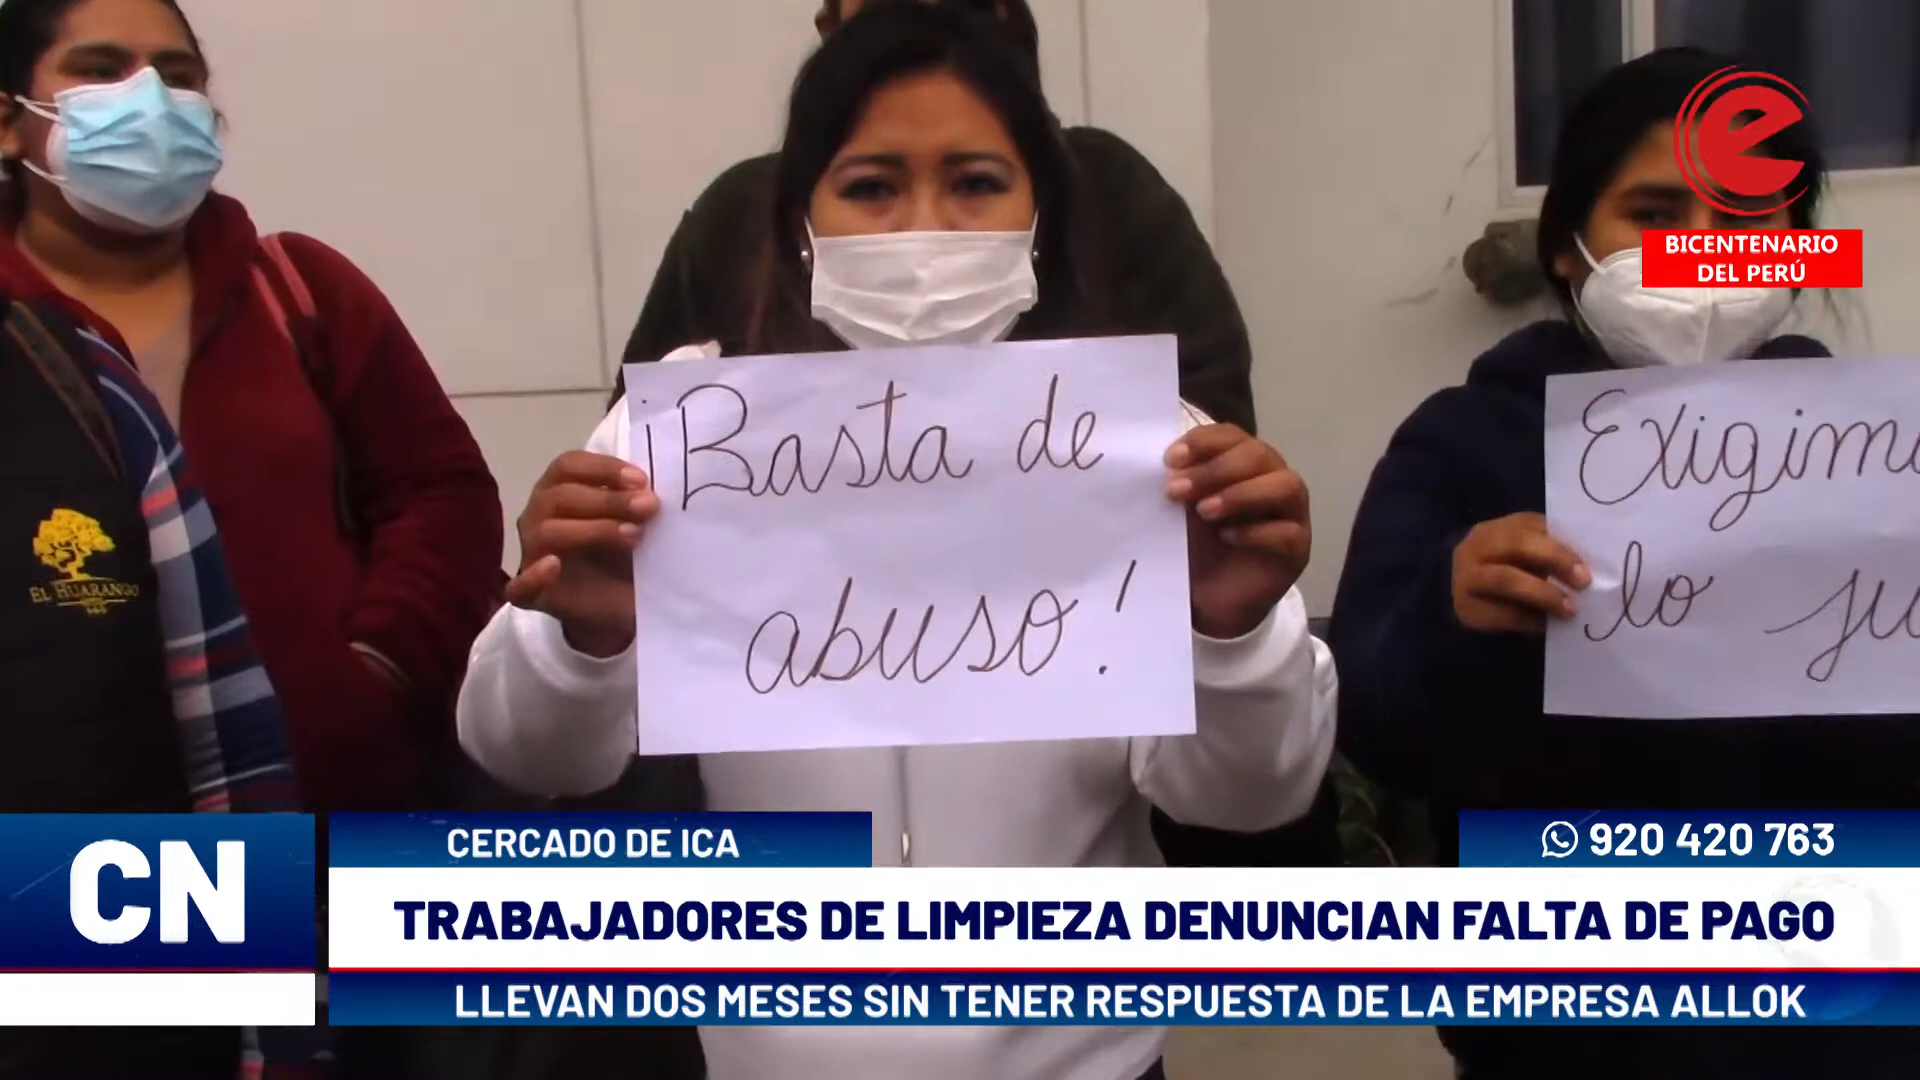 e
BICENTENARIO
DEL PERÚ
¡Basta de
abuso!
Exigim
lo ju
EL HUARANGO
CN
CERCADO DE ICA
920 420 763
TRABAJADORES DE LIMPIEZA DENUNCIAN FALTA DE PAGO
LLEVAN DOS MESES SIN TENER RESPUESTA DE LA EMPRESA ALLOK